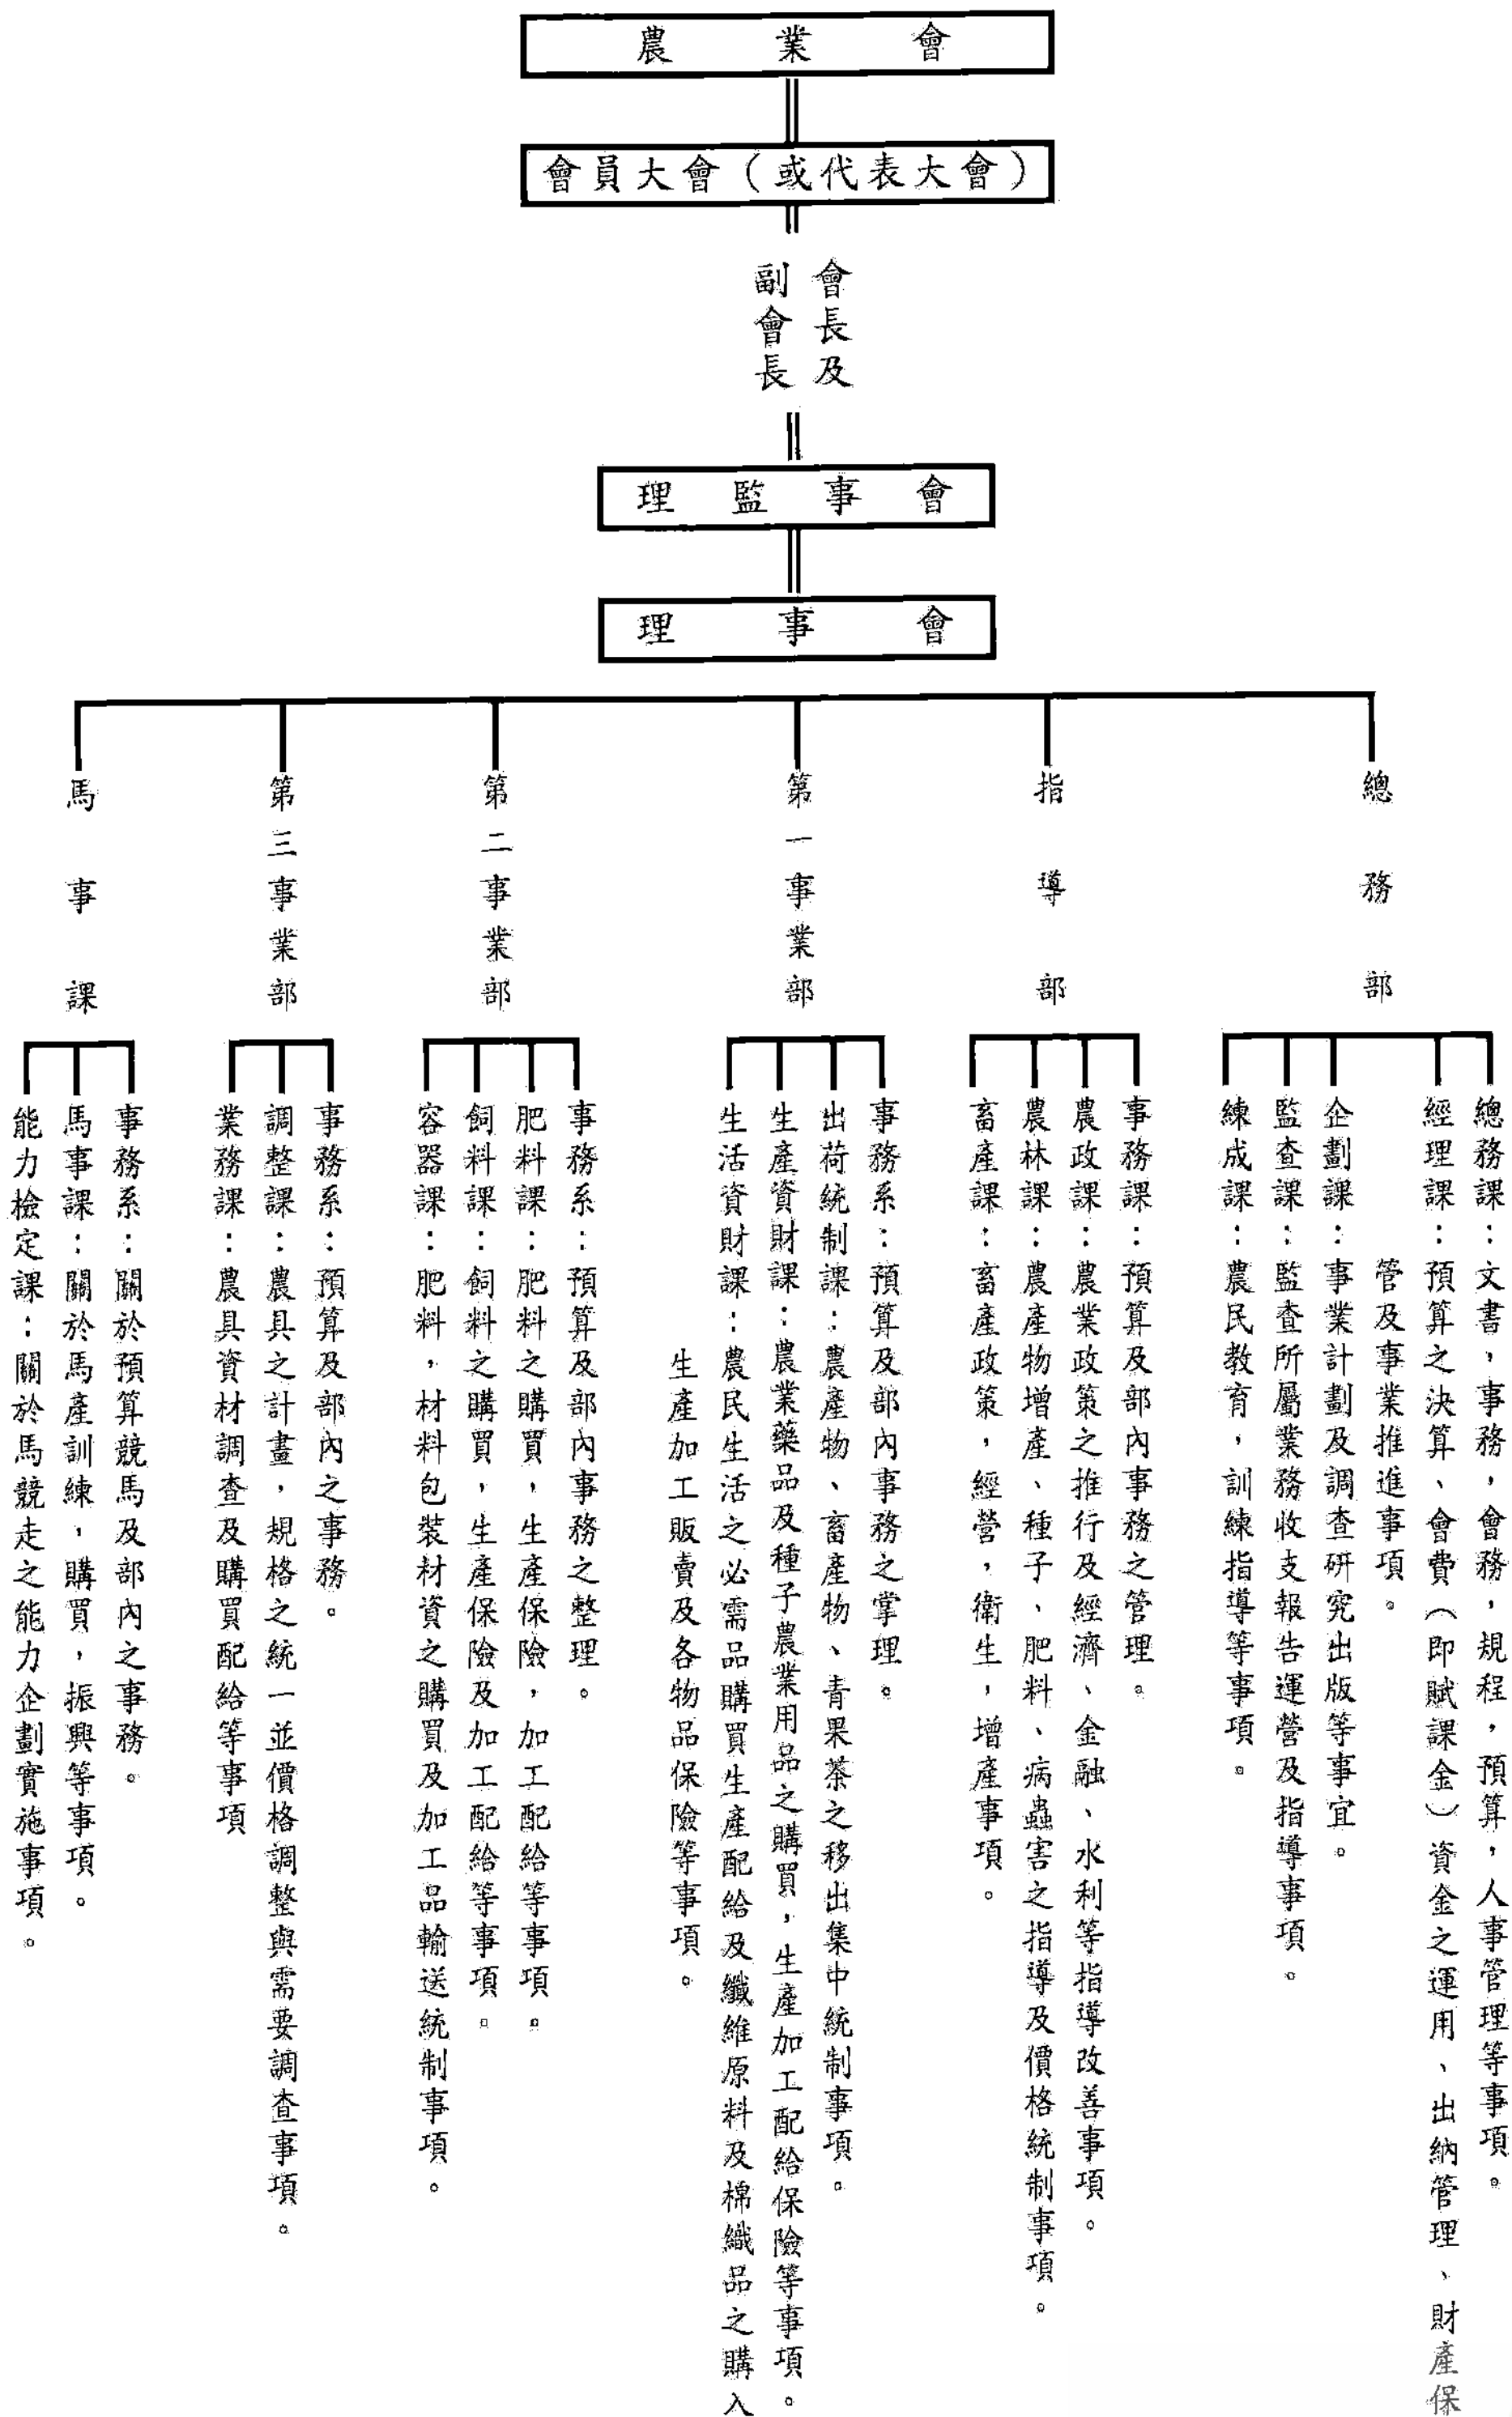 農業會
會員大會（或代表大會）
會長及
副會長
理監事會
理事會
總務部
總務課：文書，事務，會務，規程，預算，人事管理等事項。
經理課：預算之決算、會費（即賦課金）資金之運用、出納管理、財產保
管及事業推進事項。
企劃課：事業計劃及調查研究出版等事宜。
監查課：監查所屬業務收支報告運營及指導事項。
練成課：農民教育，訓練指導等事項。
指導部
事務課：預算及部內事務之管理。
農政課：農業政策之推行及經濟、金融、水利等指導改善事項。
農林課：農產物增產、種子、肥料、病蟲害之指導及價格統制事項。
畜產課：畜產政策，經營，衛生，增產事項。
第一事業部
事務系：預算及部內事務之掌理。
出荷統制課：農產物、畜產物、青果茶之移出集中統制事項。
生產資財課：農業藥品及種子農業用品之購買，生產加工配給保險等事項。
生活資財課：農民生活之必需品購買生產配給及纖維原料及棉織品之購入
生產加工販賣及各物品保險等事項。
第二事業部
事務系：預算及部內事務之整理。
肥料課：肥料之購買，生產保險，加工配給等事項。
飼料課：飼料之購買，生產保險及加工配給等事項。
容器課：肥料，材料包裝材資之購買及加工品輸送統制事項。
第三事業部
事務系：預算及部內之事務。
調整課：農具之計畫，規格之統一並價格調整與需要調查事項。
業務課：農具資材調查及購買配給等事項
馬事課
事務系：關於預算競馬及部內之事務。
馬事課：關於馬產訓練，購買，振興等事項。
能力檢定課：關於馬競走之能力企劃實施事項。